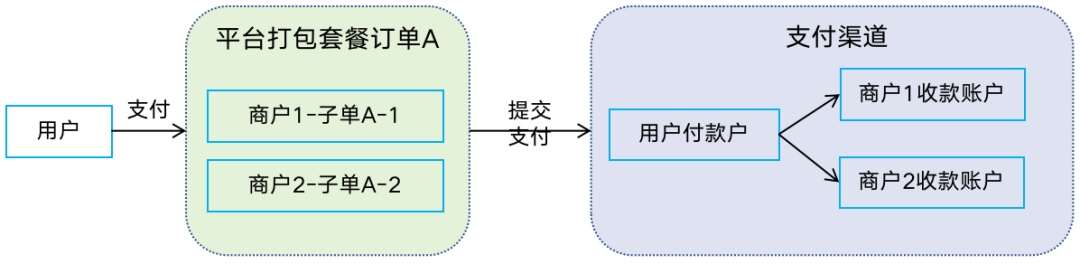 平台打包套餐订单A
支付渠道
用户
支付
商户1-子单A-1
商户2-子单A-2
提交
支付
用户付款户
商户1收款账户
商户2收款账户